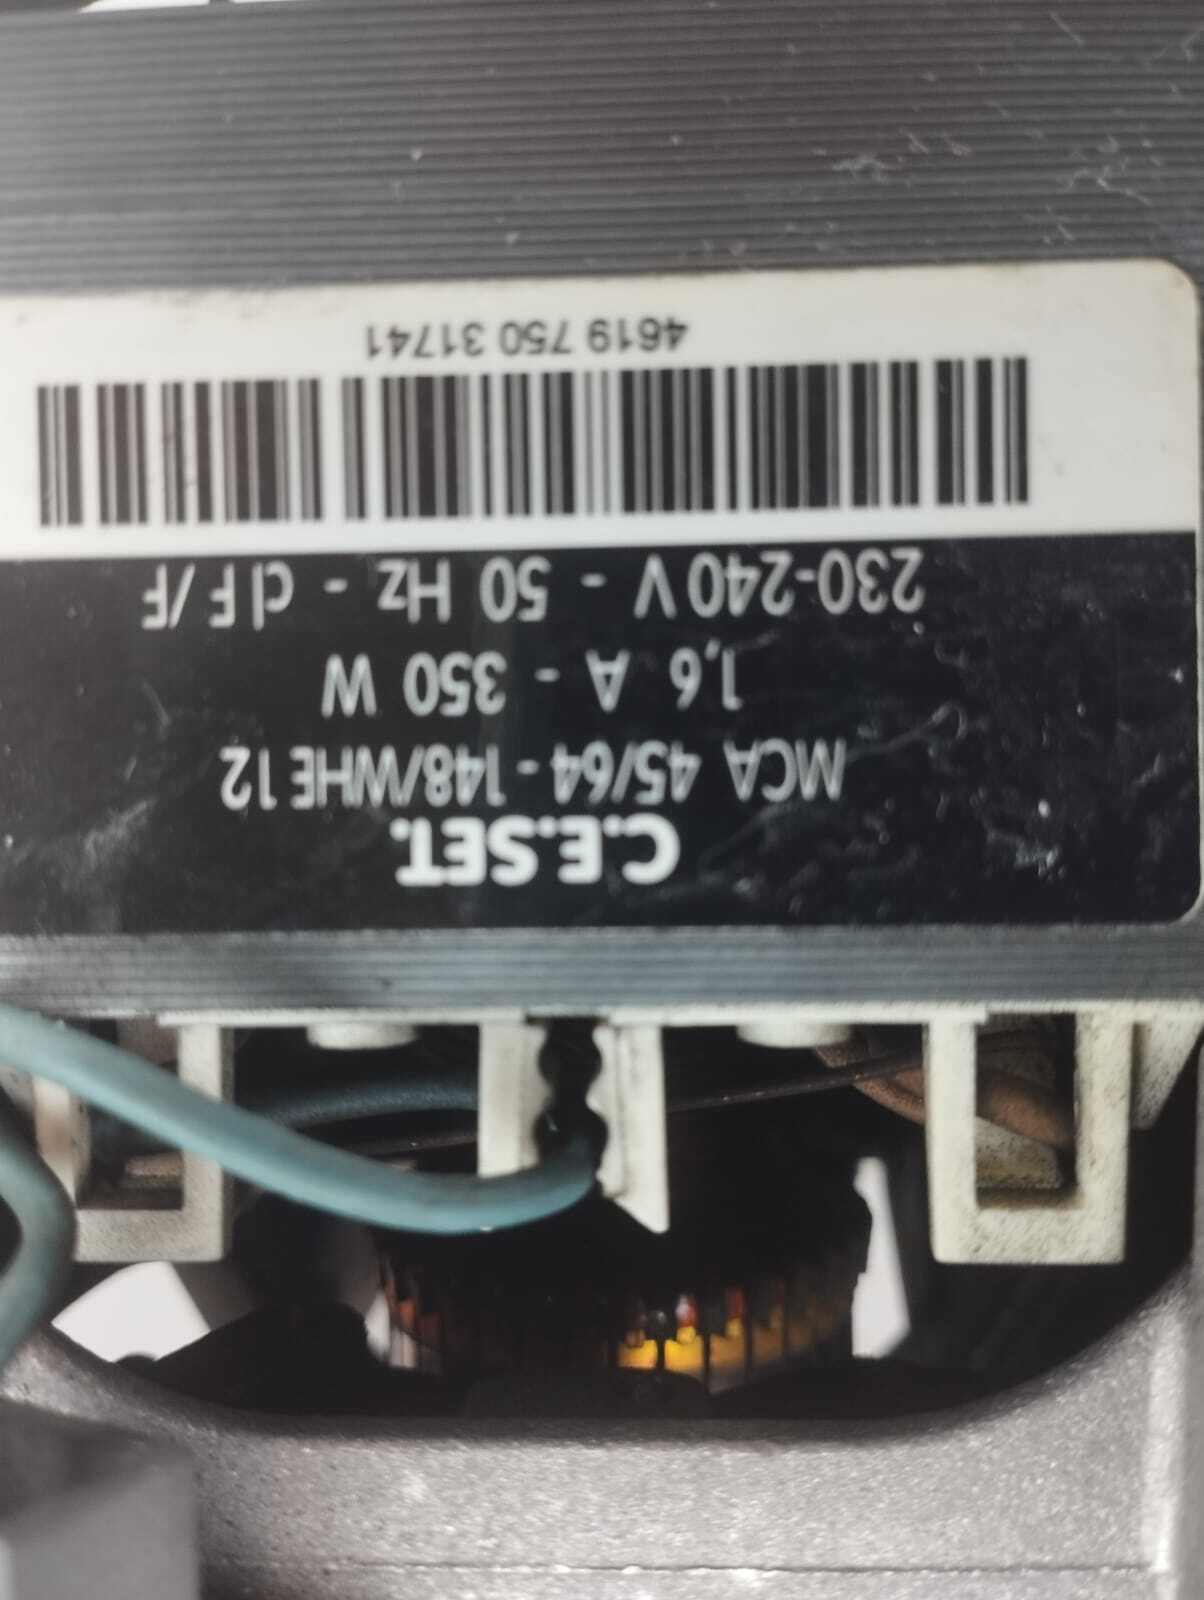 C.E.SET.
MCA 45/64 - 148/WHE 12
1,6 A - 350 W
230-240 V - 50 Hz - cl F/F
4619 750 31741